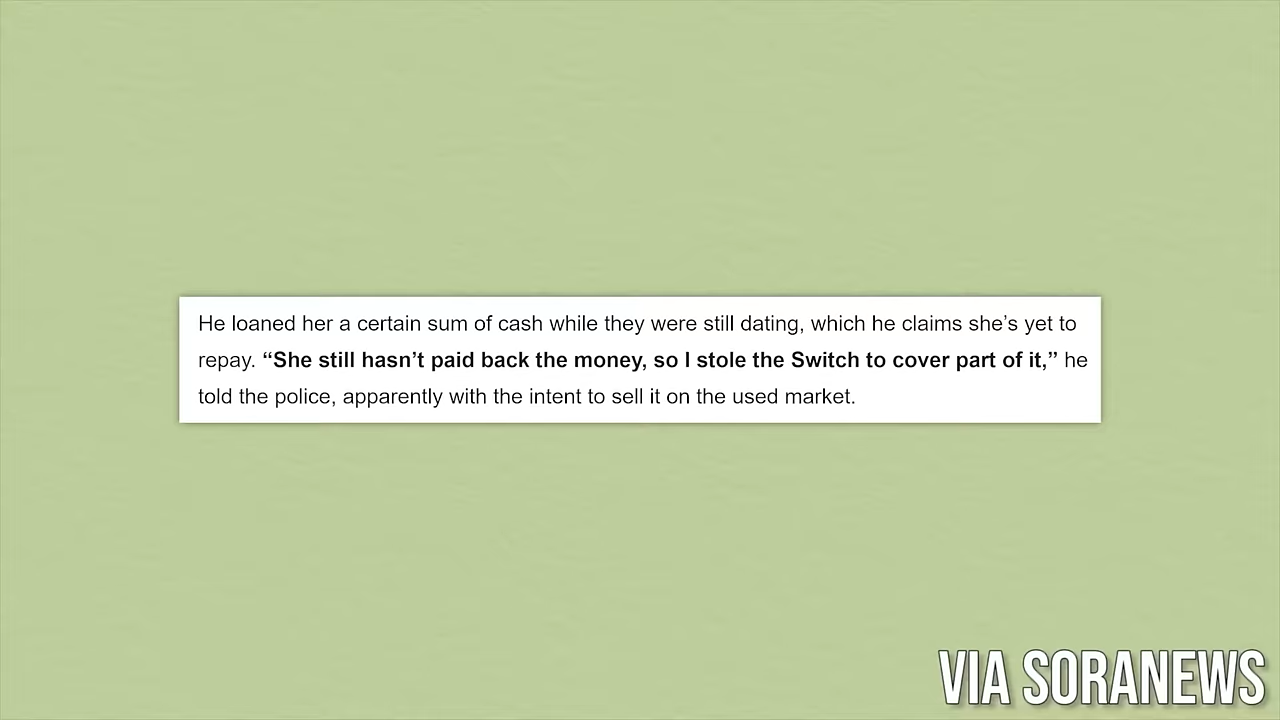 He loaned her a certain sum of cash while they were still dating, which he claims she’s yet to
repay. “She still hasn’t paid back the money, so I stole the Switch to cover part of it,” he
told the police, apparently with the intent to sell it on the used market.
VIA SORANEWS